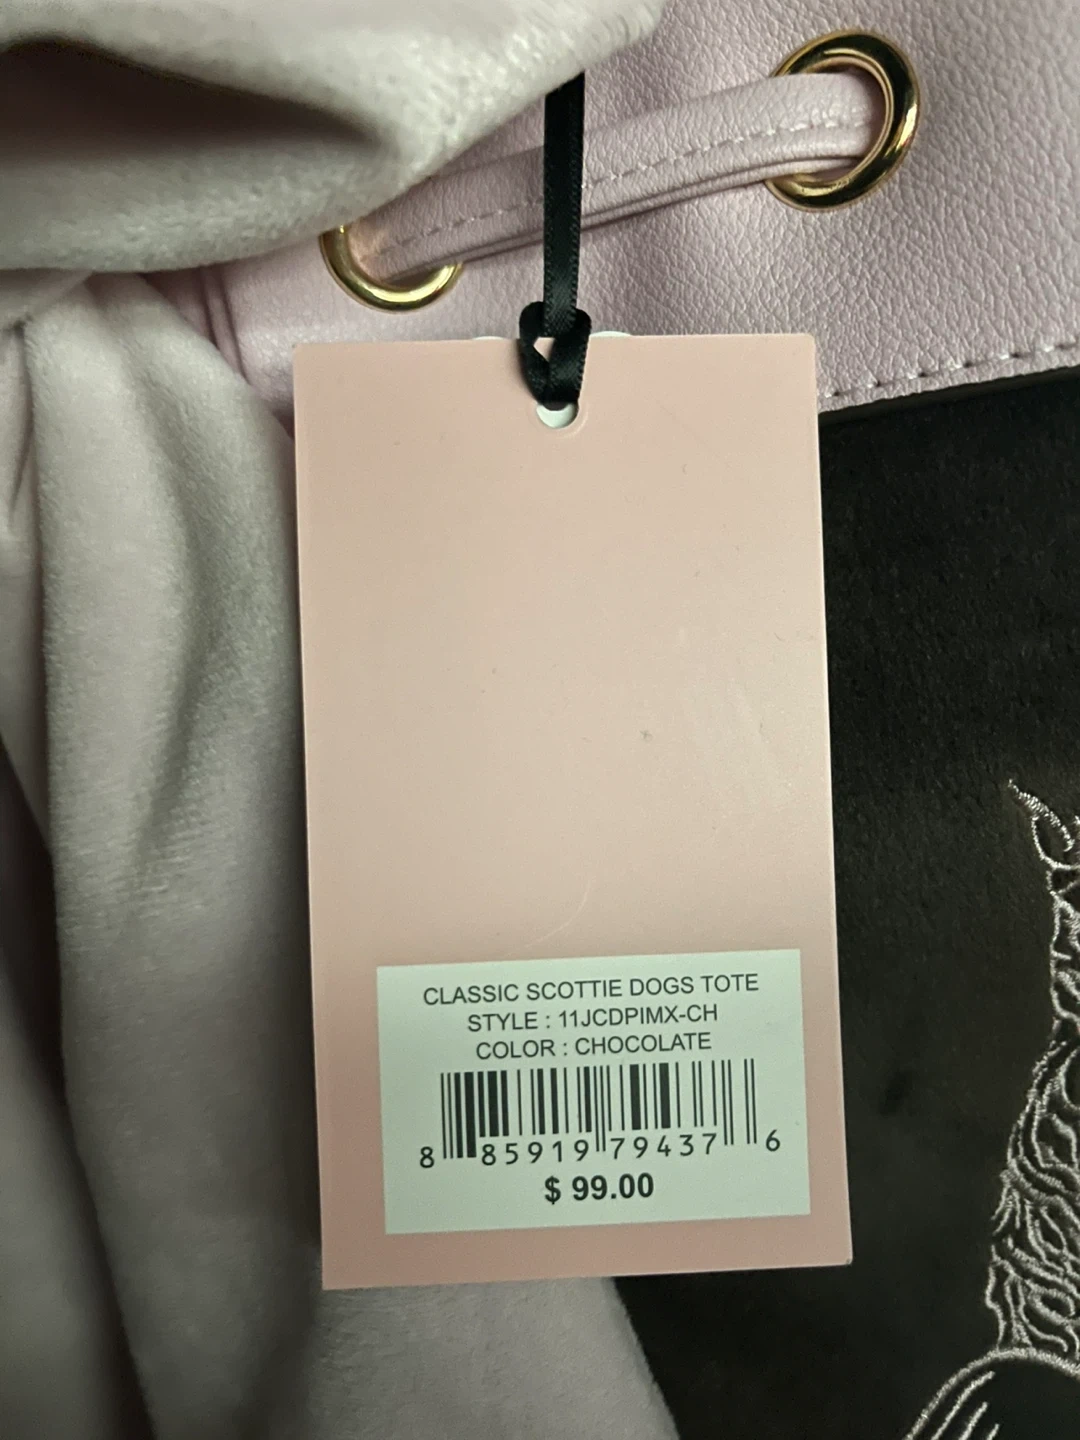 CLASSIC SCOTTIE DOGS TOTE
STYLE : 11JCDPIMX-CH
COLOR : CHOCOLATE
8 85919 79437 6
$ 99.00